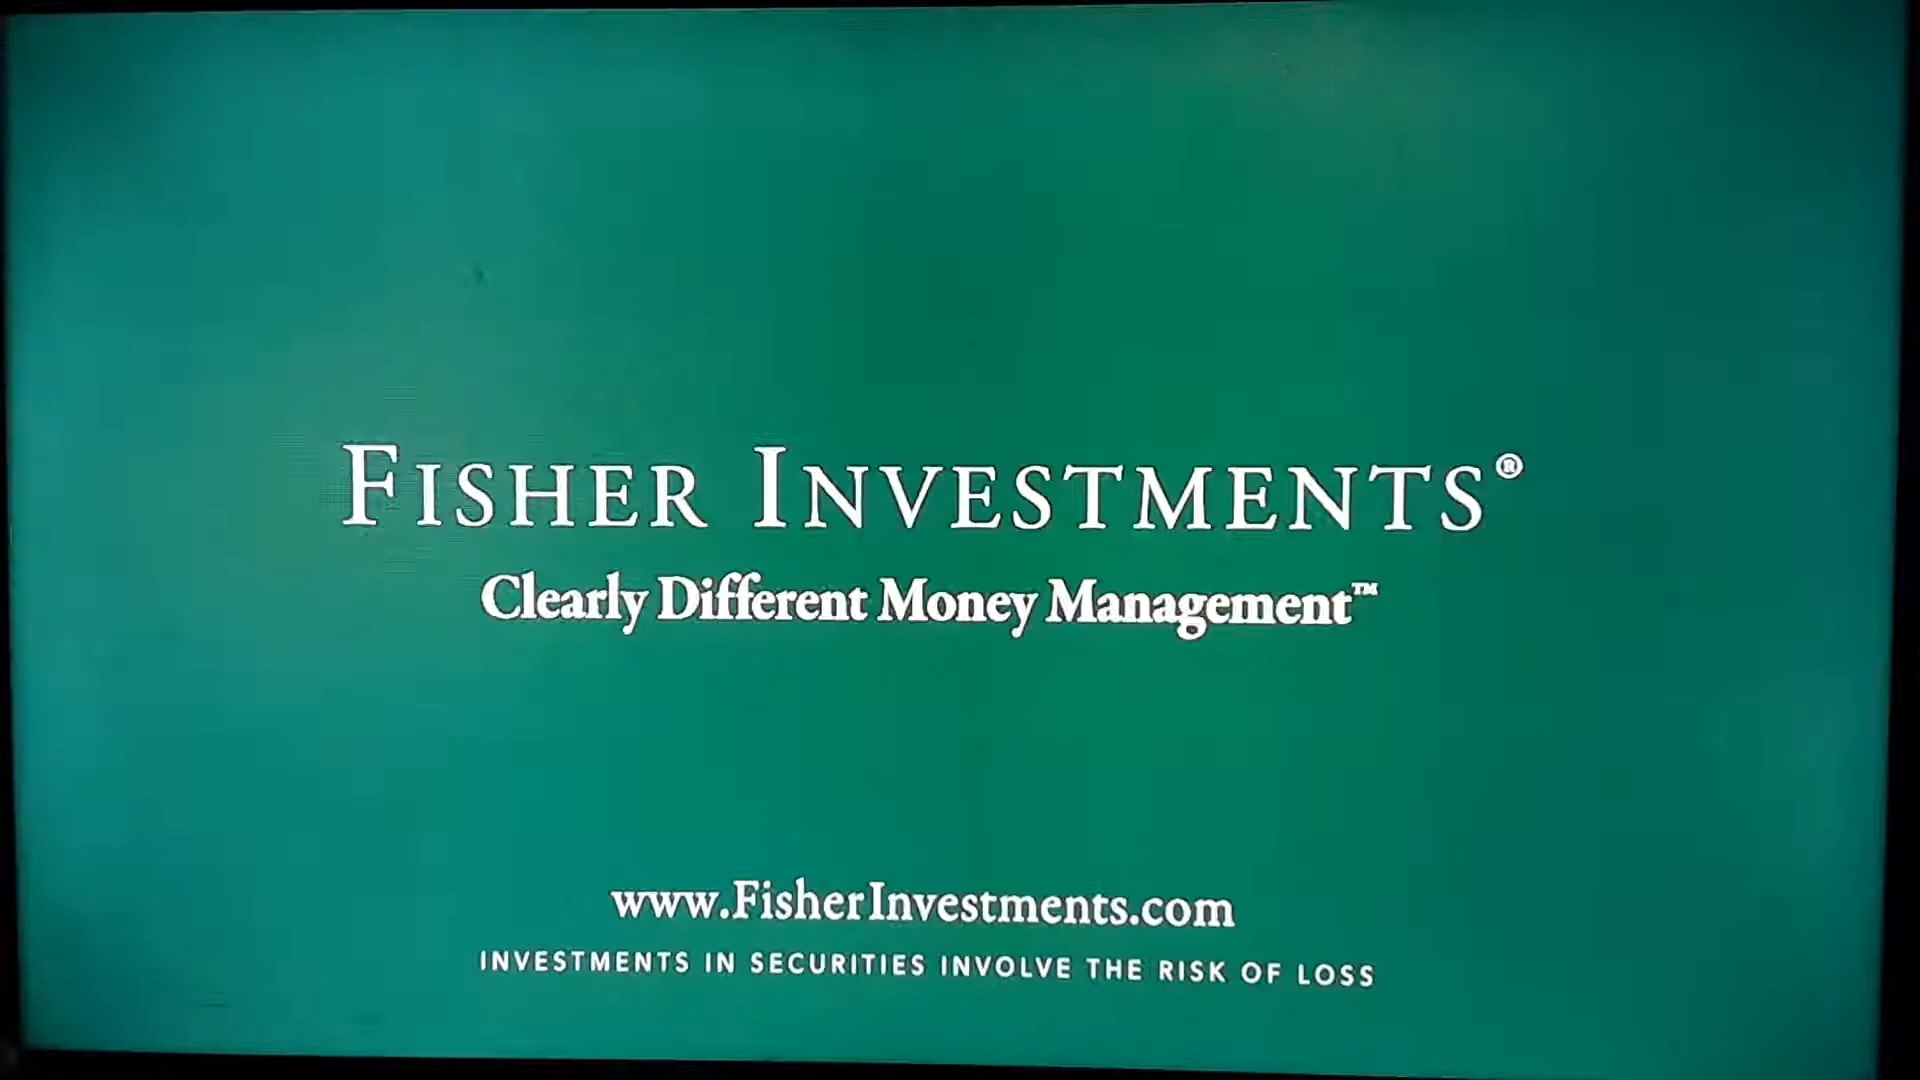 FISHER INVESTMENTS®
Clearly Different Money Management™
www.FisherInvestments.com
INVESTMENTS IN SECURITIES INVOLVE THE RISK OF LOSS